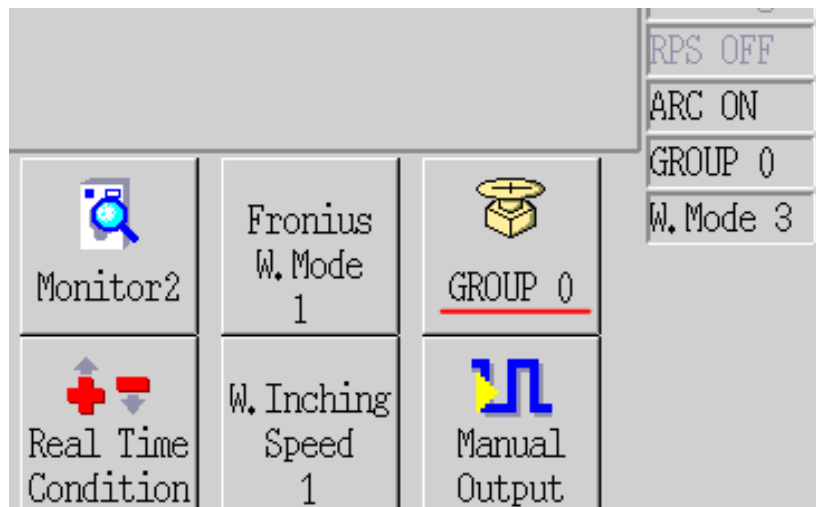 RPS OFF
ARC ON
GROUP 0
W.Mode 3
Monitor2
Fronius
W.Mode
1
GROUP 0
Real Time
Condition
W.Inching
Speed
1
Manual
Output